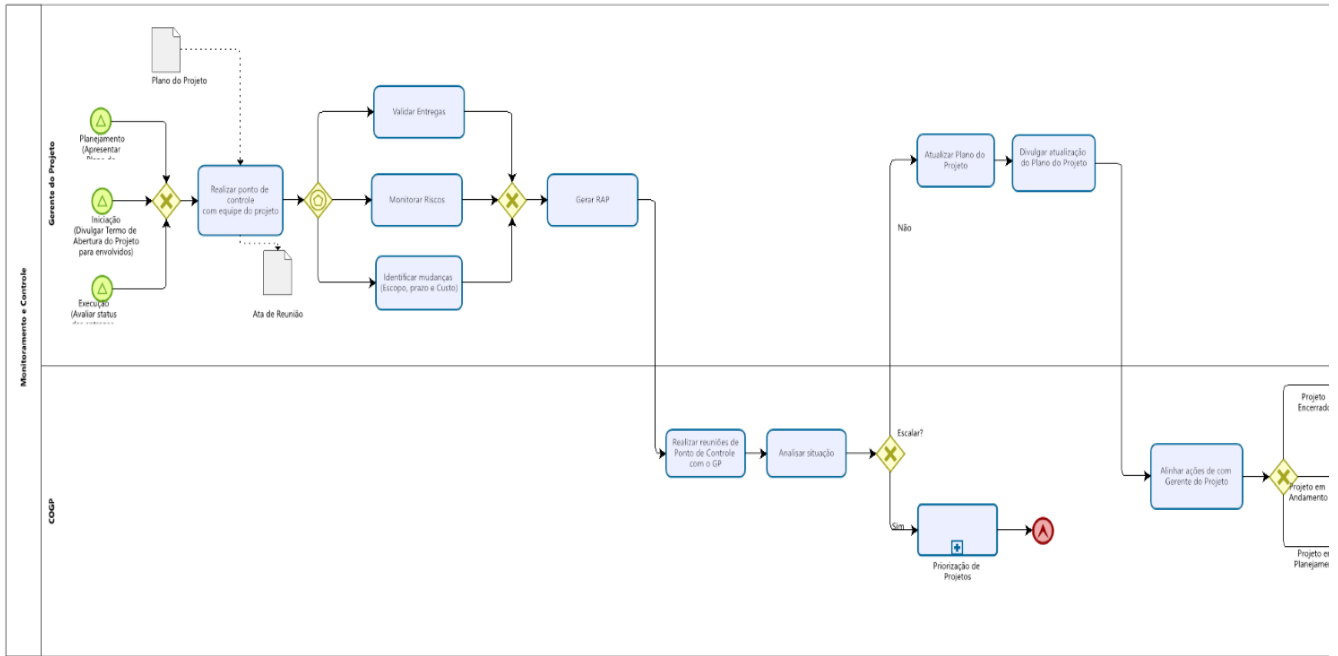 Monitoramento e Controle
Gerente do Projeto
Plano do Projeto
Planejamento
(Apresentar
Iniciação
(Divulgar Termo de
Abertura do Projeto
para envolvidos)
Execução
(Avaliar status
Realizar ponto de
controle
com equipe do projeto
Ata de Reunião
Validar Entregas
Monitorar Riscos
Identificar mudanças
(Escopo, prazo e Custo)
Gerar RAP
Atualizar Plano do
Projeto
Divulgar atualização
do Plano do Projeto
Não
COGP
Realizar reuniões de
Ponto de Controle
com o GP
Analisar situação
Escalar?
Sim
Priorização de
Projetos
Alinhar ações de com
Gerente do Projeto
Projeto
Encerrado
Projeto em
Andamento
Projeto e
Planejame